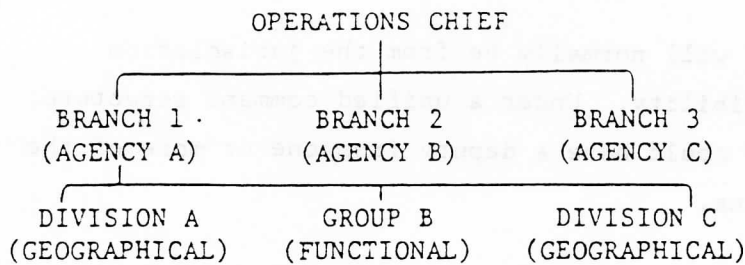 OPERATIONS CHIEF
BRANCH 1.
BRANCH 2
BRANCH 3
(AGENCY A)
(AGENCY B)
(AGENCY C)
DIVISION A
GROUP B
DIVISION C
(GEOGRAPHICAL)
(FUNCTIONAL)
(GEOGRAPHICAL)